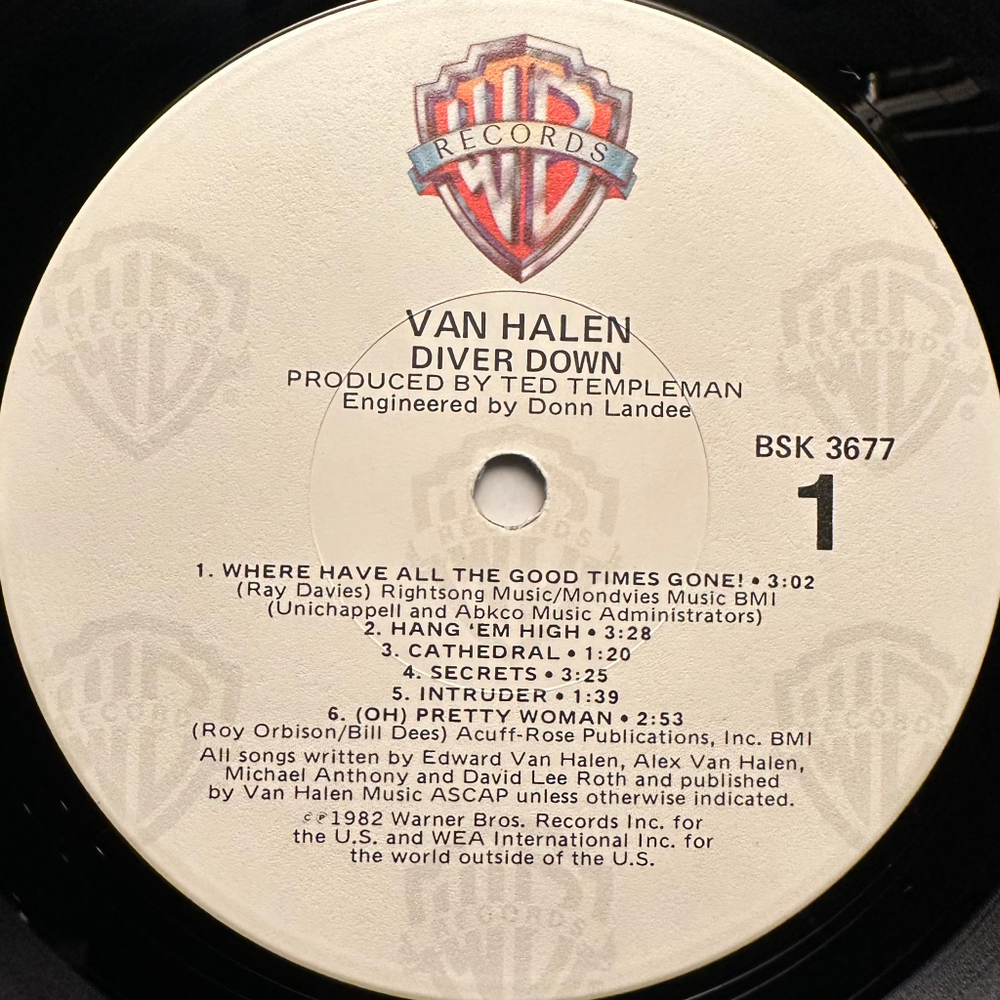 RECORDS
VAN HALEN
DIVER DOWN
PRODUCED BY TED TEMPLEMAN
Engineered by Donn Landee
BSK 3677
1
1. WHERE HAVE ALL THE GOOD TIMES GONE! • 3:02
(Ray Davies) Rightsong Music/Mondvies Music BMI
(Unichappell and Abkco Music Administrators)
2. HANG 'EM HIGH • 3:28
3. CATHEDRAL • 1:20
4. SECRETS • 3:25
5. INTRUDER • 1:39
6. (OH) PRETTY WOMAN • 2:53
(Roy Orbison/Bill Dees) Acuff-Rose Publications, Inc. BMI
All songs written by Edward Van Halen, Alex Van Halen,
Michael Anthony and David Lee Roth and published
by Van Halen Music ASCAP unless otherwise indicated.
©℗1982 Warner Bros. Records Inc. for
the U.S. and WEA International Inc. for
the world outside of the U.S.